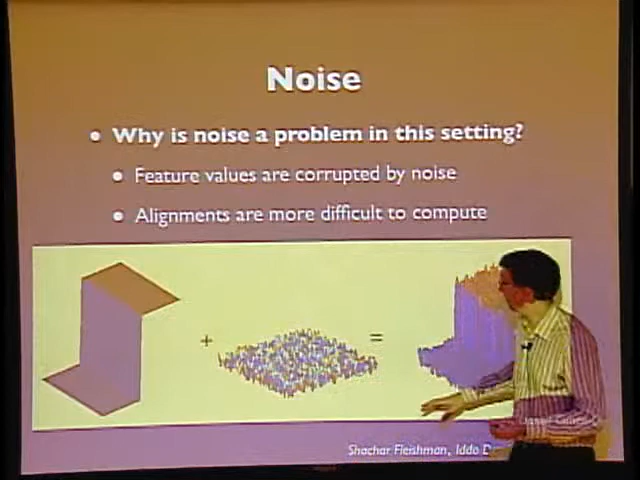 Noise
• Why is noise a problem in this setting?
• Feature values are corrupted by noise
• Alignments are more difficult to compute
+
=
Shachar Fleishman, Iddo D